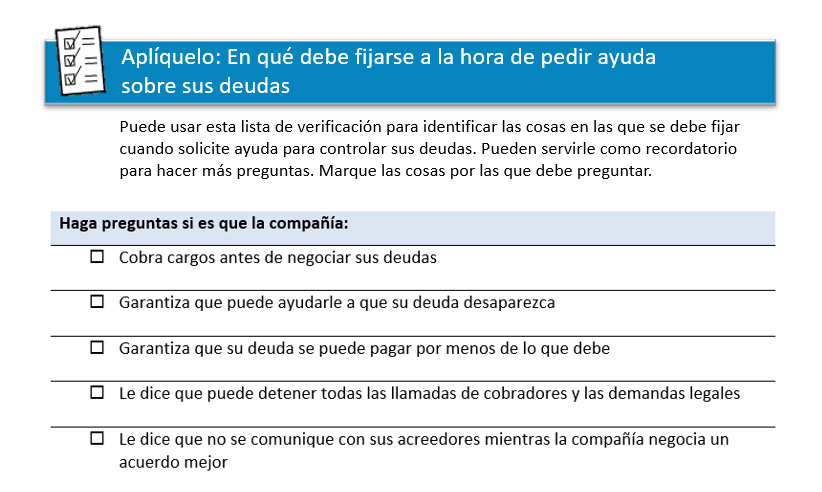 Aplíquelo: En qué debe fijarse a la hora de pedir ayuda
sobre sus deudas
Puede usar esta lista de verificación para identificar las cosas en las que se debe fijar
cuando solicite ayuda para controlar sus deudas. Pueden servirle como recordatorio
para hacer más preguntas. Marque las cosas por las que debe preguntar.
Haga preguntas si es que la compañía:
Cobra cargos antes de negociar sus deudas
Garantiza que puede ayudarle a que su deuda desaparezca
Garantiza que su deuda se puede pagar por menos de lo que debe
Le dice que puede detener todas las llamadas de cobradores y las demandas legales
Le dice que no se comunique con sus acreedores mientras la compañía negocia un
acuerdo mejor